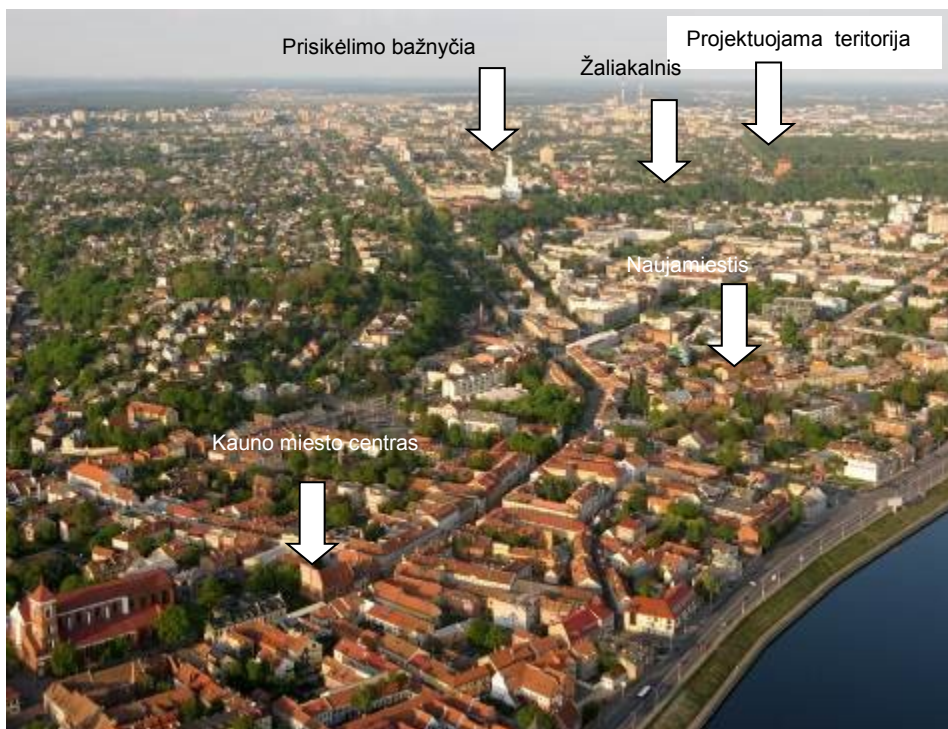 Projektuojama teritorija
Prisikėlimo bažnyčia
Žaliakalnis
Naujamiestis
Kauno miesto centras